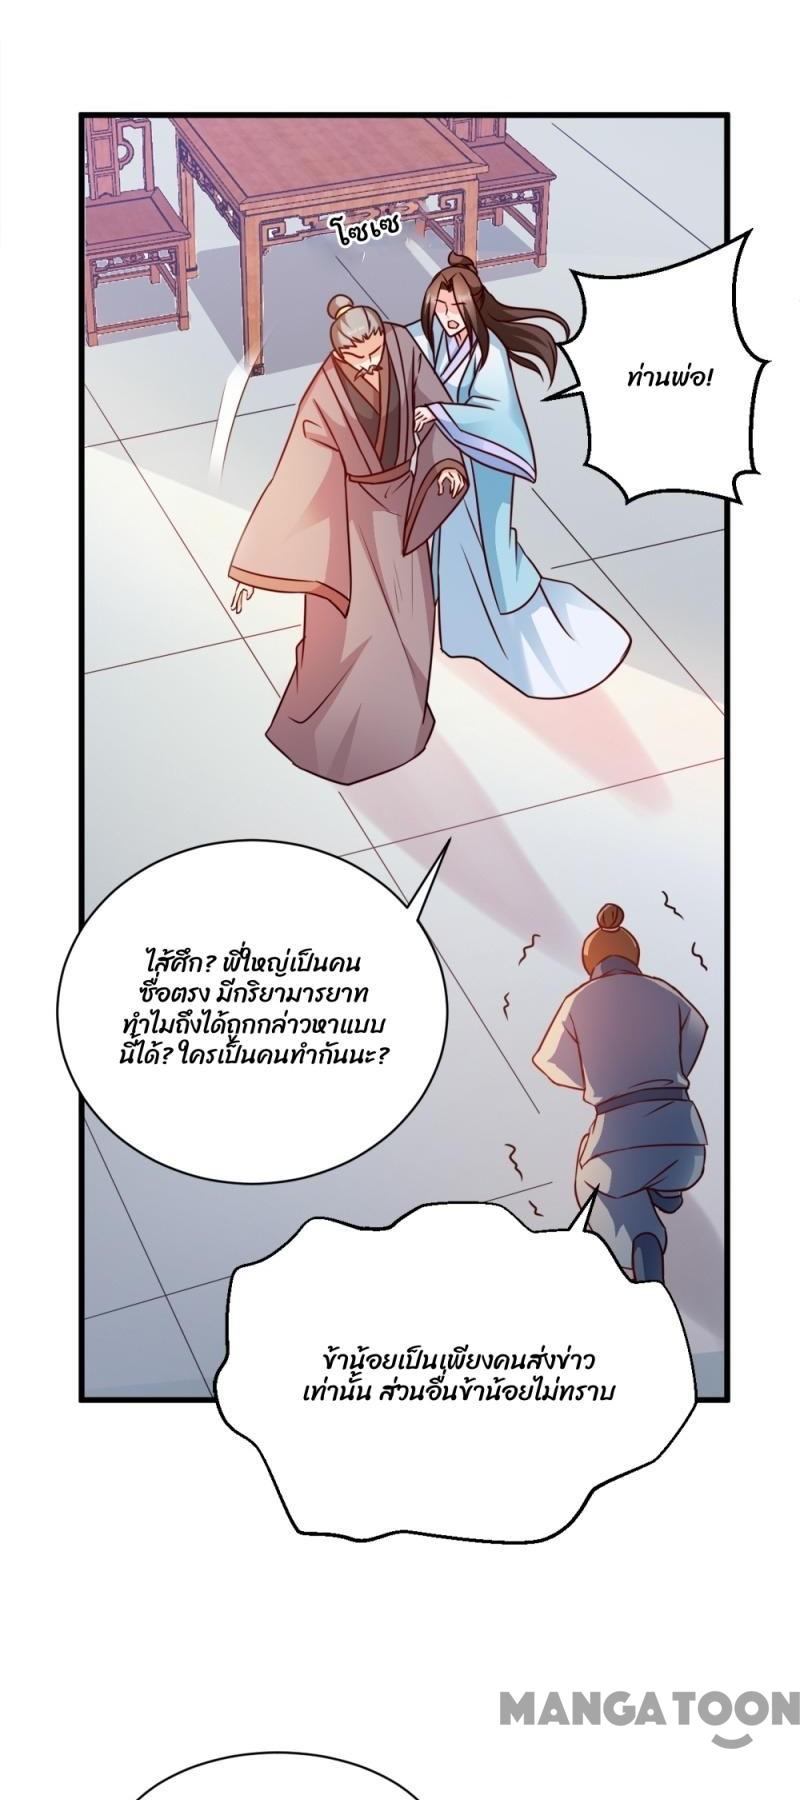 โซเซ
ท่านพ่อ!
ไส้ศึก? พี่ใหญ่เป็นคน
ซื่อตรง มีกริยามารยาท
ทำไมถึงได้ถูกกล่าวหาแบบ
นี้ได้? ใครเป็นคนทำกันนะ?
ข้าน้อยเป็นเพียงคนส่งข่าว
เท่านั้น ส่วนอื่นข้าน้อยไม่ทราบ
MANGATOON